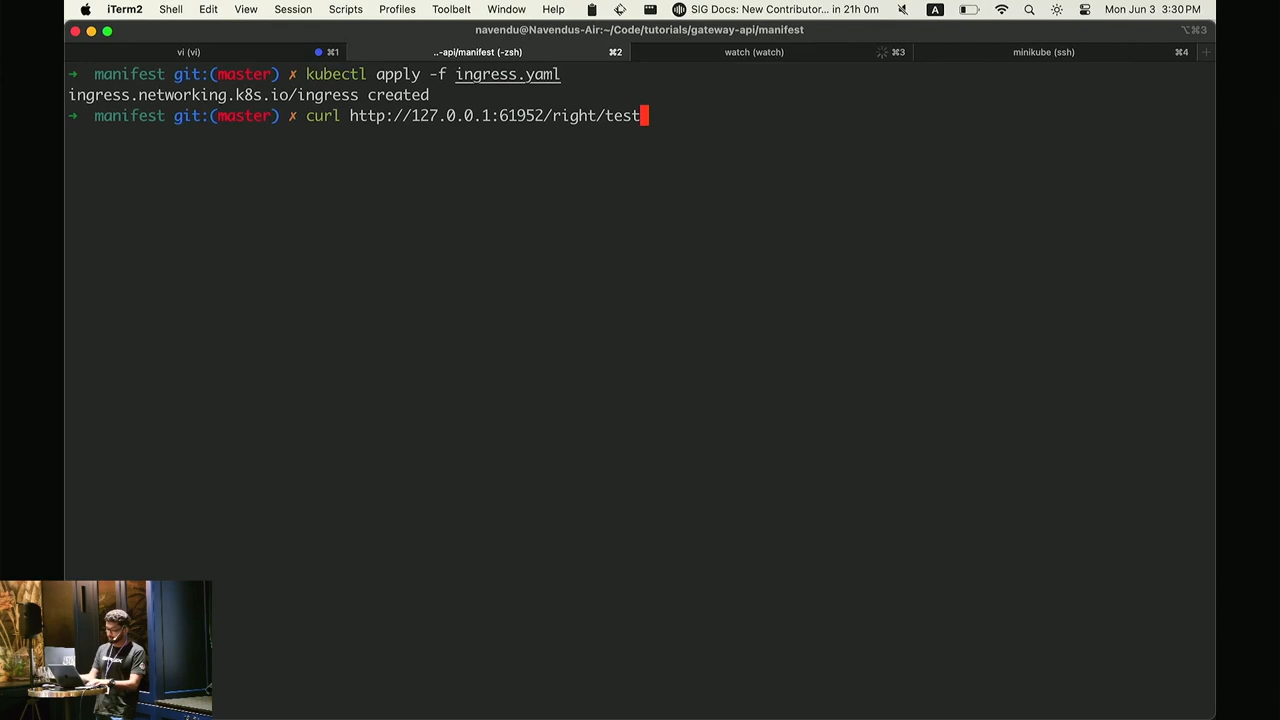 iTerm2 Shell Edit View Session Scripts Profiles Toolbelt Window Help SIG Docs: New Contributor... in 21h 0m A Mon Jun 3 3:30 PM
navendu@Navendus-Air:~/Code/tutorials/gateway-api/manifest ⌥⌘3
vi (vi) ⌘1 ..-api/manifest (-zsh) ⌘2 watch (watch) ⌘3 minikube (ssh) ⌘4 +
➜ manifest git:(master) ✗ kubectl apply -f ingress.yaml
ingress.networking.k8s.io/ingress created
➜ manifest git:(master) ✗ curl http://127.0.0.1:61952/right/test